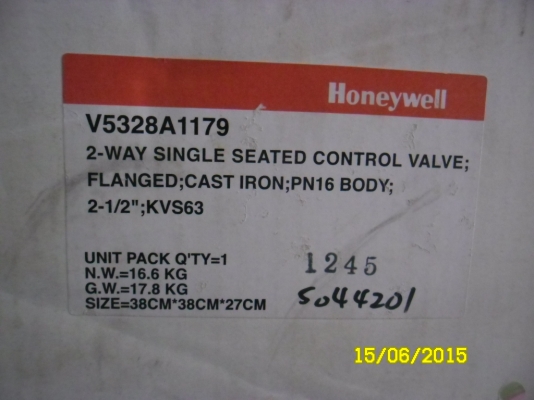 Honeywell
V5328A1179
2-WAY SINGLE SEATED CONTROL VALVE;
FLANGED;CAST IRON;PN16 BODY;
2-1/2";KVS63
UNIT PACK Q'TY=1
N.W.=16.6 KG
G.W.=17.8 KG
SIZE=38CM*38CM*27CM
1245
5044201
15/06/2015